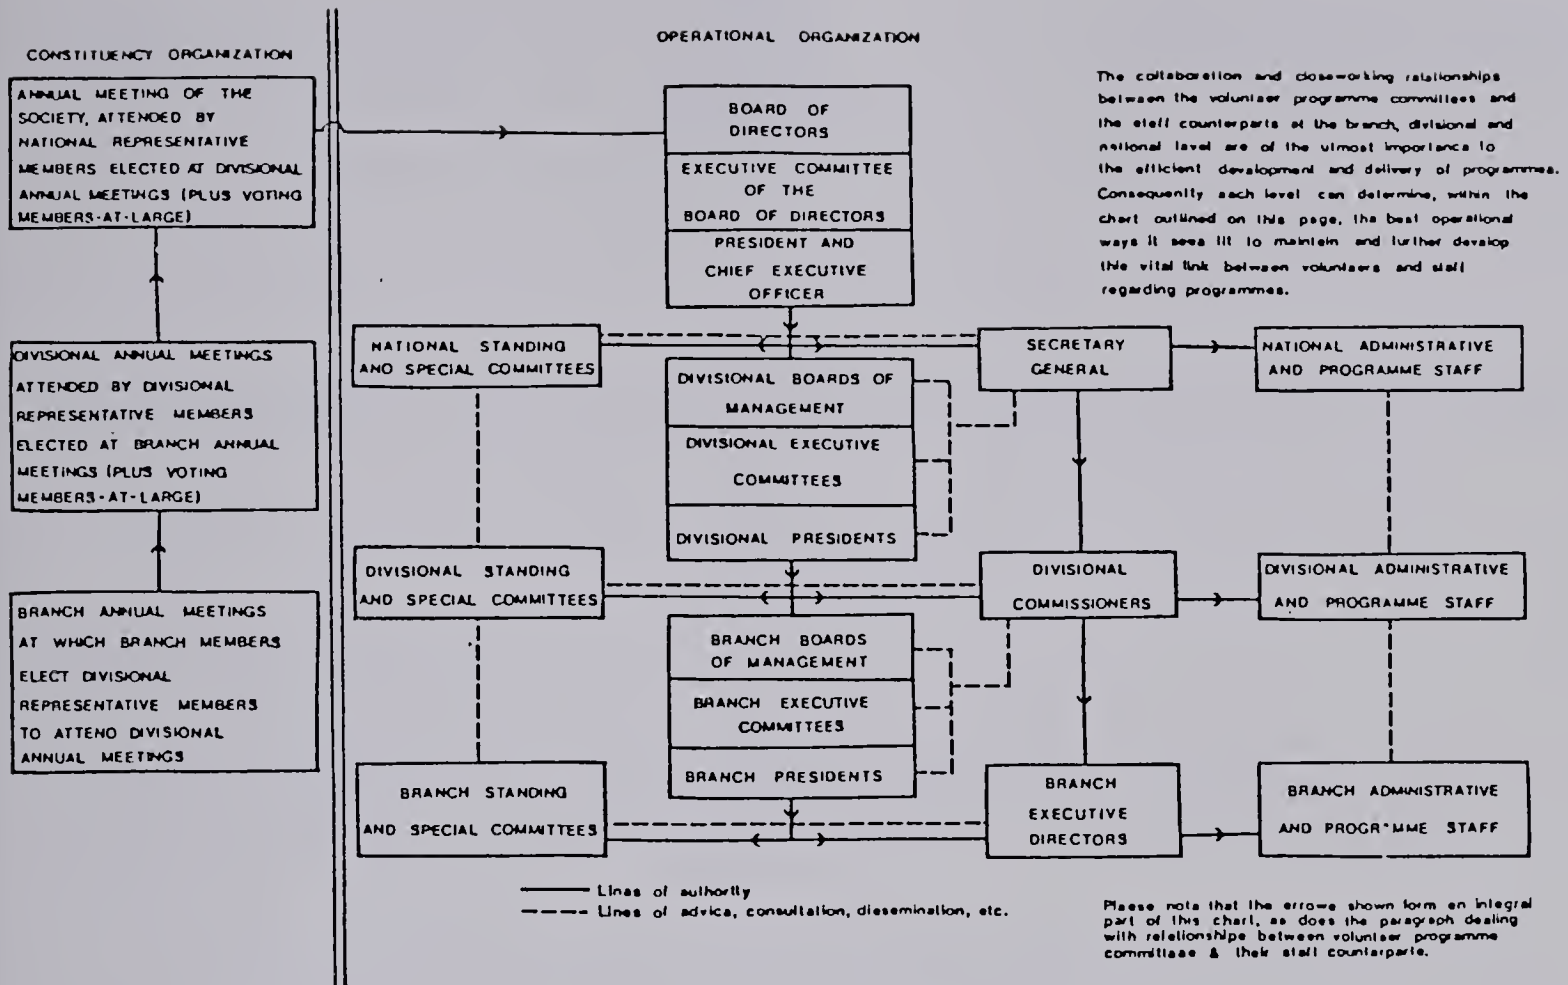 CONSTITUENCY ORGANIZATION
ANNUAL MEETING OF THE
SOCIETY, ATTENDED BY
NATIONAL REPRESENTATIVE
MEMBERS ELECTED AT DIVISIONAL
ANNUAL MEETINGS (PLUS VOTING
MEMBERS-AT-LARGE)
DIVISIONAL ANNUAL MEETINGS
ATTENDED BY DIVISIONAL
REPRESENTATIVE MEMBERS
ELECTED AT BRANCH ANNUAL
MEETINGS (PLUS VOTING
MEMBERS-AT-LARGE)
BRANCH ANNUAL MEETINGS
AT WHICH BRANCH MEMBERS
ELECT DIVISIONAL
REPRESENTATIVE MEMBERS
TO ATTEND DIVISIONAL
ANNUAL MEETINGS
OPERATIONAL ORGANIZATION
BOARD OF
DIRECTORS
EXECUTIVE COMMITTEE
OF THE
BOARD OF DIRECTORS
PRESIDENT AND
CHIEF EXECUTIVE
OFFICER
The collaboration and closeworking relationships
between the volunteer programme committees and
the staff counterparts at the branch, divisional and
national level are of the utmost importance to
the efficient development and delivery of programmes.
Consequently each level can determine, within the
chart outlined on this page, the best operational
ways it sees fit to maintain and further develop
this vital link between volunteers and staff
regarding programmes.
NATIONAL STANDING
AND SPECIAL COMMITTEES
SECRETARY
GENERAL
NATIONAL ADMINISTRATIVE
AND PROGRAMME STAFF
DIVISIONAL BOARDS OF
MANAGEMENT
DIVISIONAL EXECUTIVE
COMMITTEES
DIVISIONAL PRESIDENTS
DIVISIONAL STANDING
AND SPECIAL COMMITTEES
DIVISIONAL
COMMISSIONERS
DIVISIONAL ADMINISTRATIVE
AND PROGRAMME STAFF
BRANCH BOARDS
OF MANAGEMENT
BRANCH EXECUTIVE
COMMITTEES
BRANCH PRESIDENTS
BRANCH STANDING
AND SPECIAL COMMITTEES
BRANCH
EXECUTIVE
DIRECTORS
BRANCH ADMINISTRATIVE
AND PROGRAMME STAFF
Lines of authority
Lines of advice, consultation, dissemination, etc.
Please note that the arrows shown form an integral
part of this chart, as does the paragraph dealing
with relationships between volunteer programme
committees & their staff counterparts.